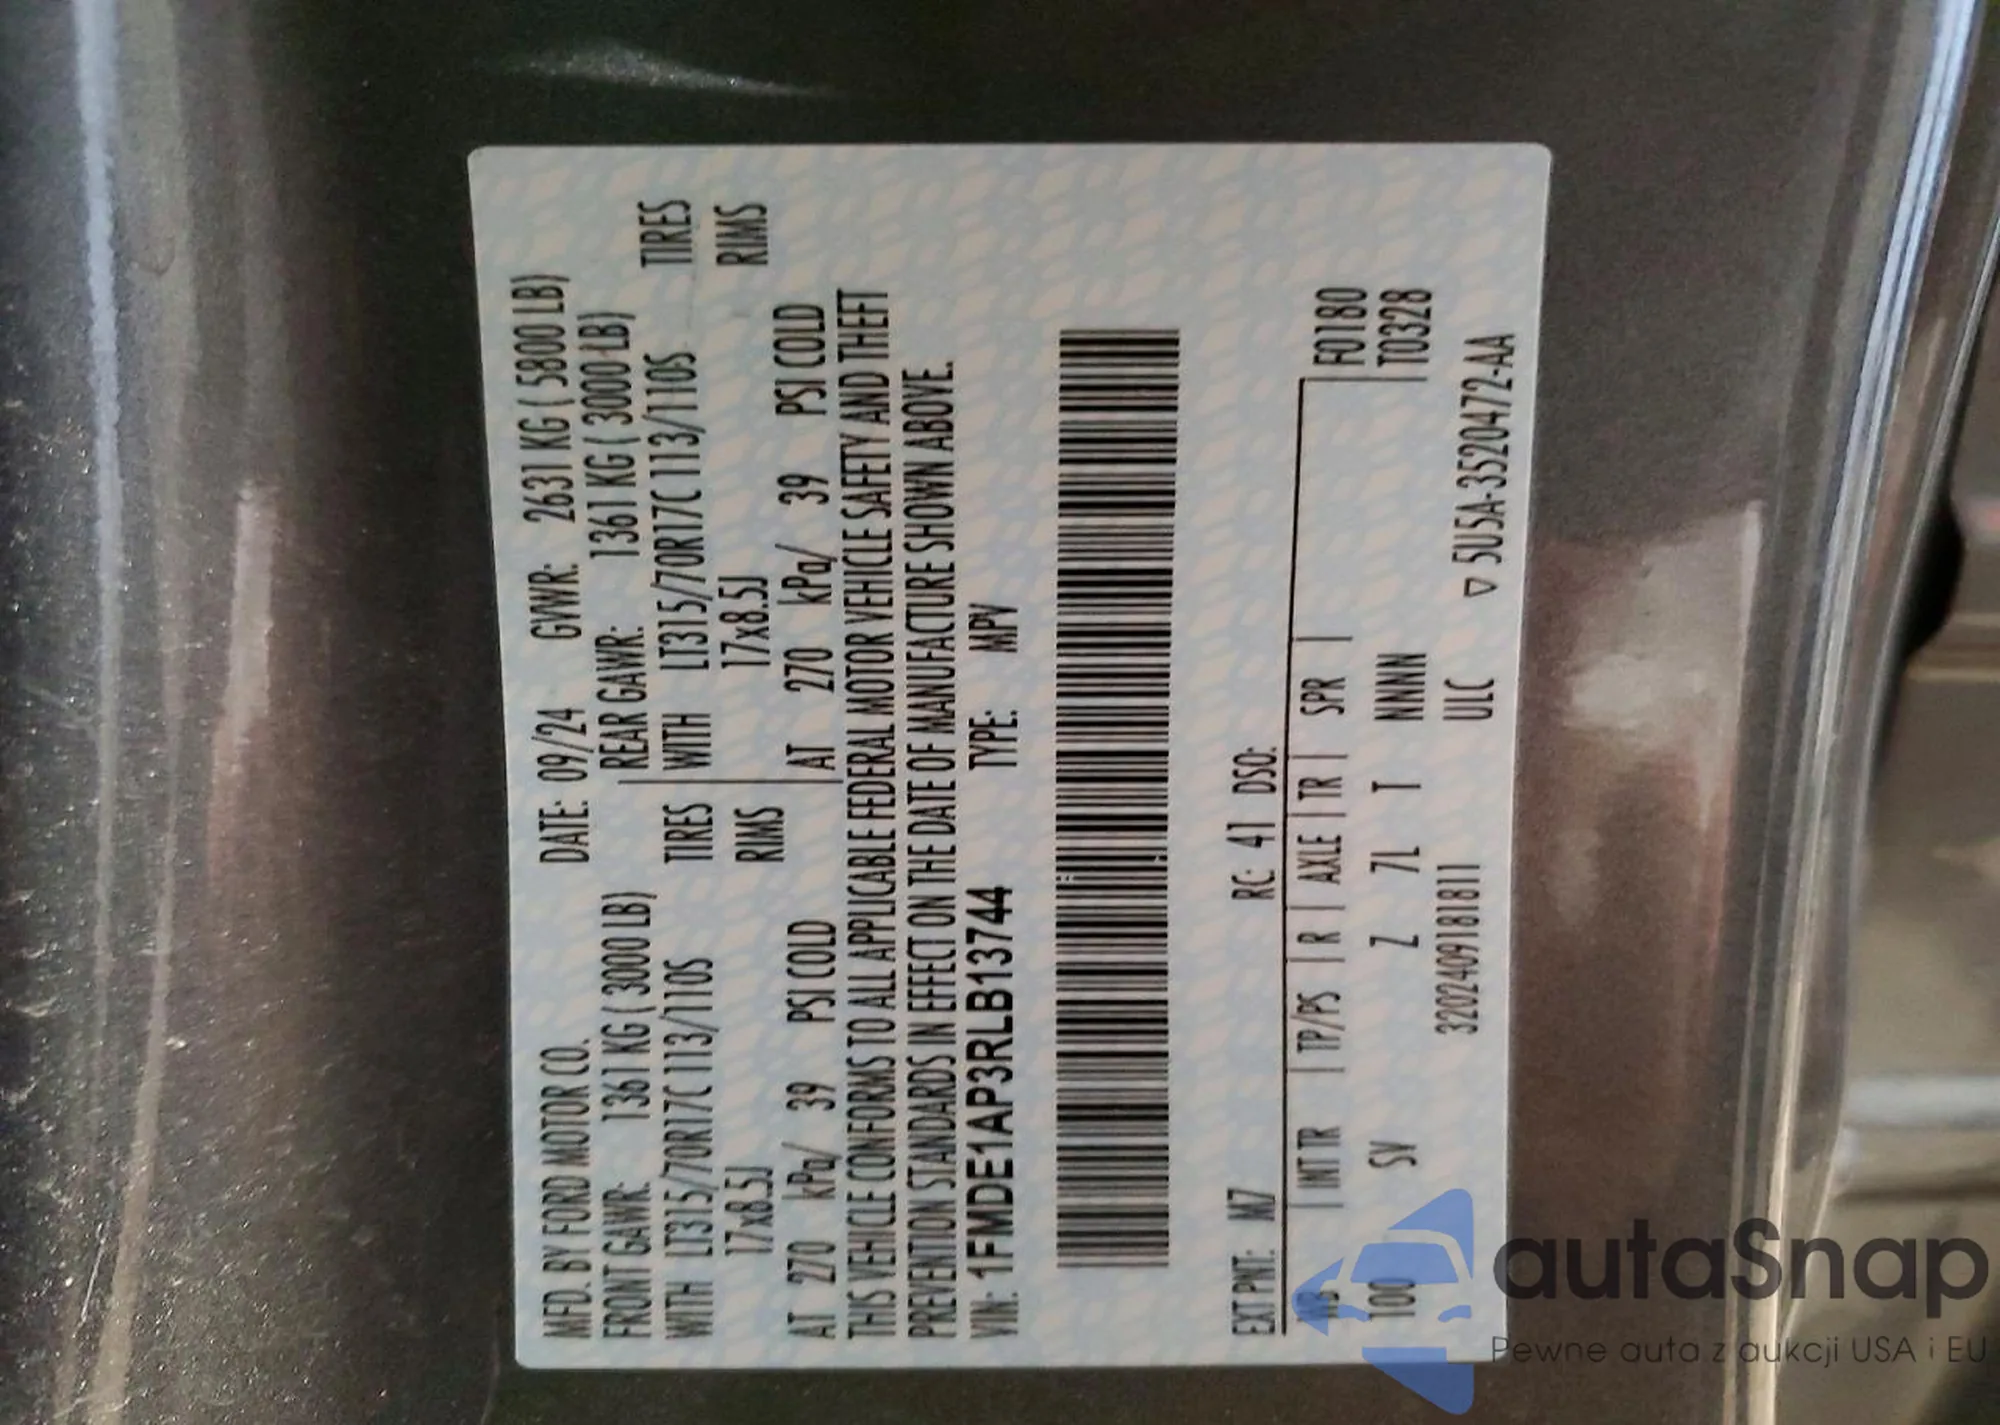 MFD. BY FORD MOTOR CO. DATE: 09/24 GVWR: 2631 KG ( 5800 LB)
FRONT GAWR: 1361 KG ( 3000 LB) REAR GAWR: 1361 KG ( 3000 LB)
WITH LT315/70R17C 113/110S TIRES WITH LT315/70R17C 113/110S TIRES
17x8.5J RIMS 17x8.5J RIMS
AT 270 kPa/ 39 PSI COLD AT 270 kPa/ 39 PSI COLD
THIS VEHICLE CONFORMS TO ALL APPLICABLE FEDERAL MOTOR VEHICLE SAFETY AND THEFT
PREVENTION STANDARDS IN EFFECT ON THE DATE OF MANUFACTURE SHOWN ABOVE.
VIN: 1FMDE1AP3RLB13744 TYPE: MPV
EXT PNT: M7 RC: 41 DSO:
WB | INT TR | TP/PS | R | AXLE | TR | SPR | F0180
100 SV Z 7L T NNNN T0328
320240918181811 ULC ▽ 5U5A-3520472-AA
autaSnap
Pewne auta z aukcji USA i EU